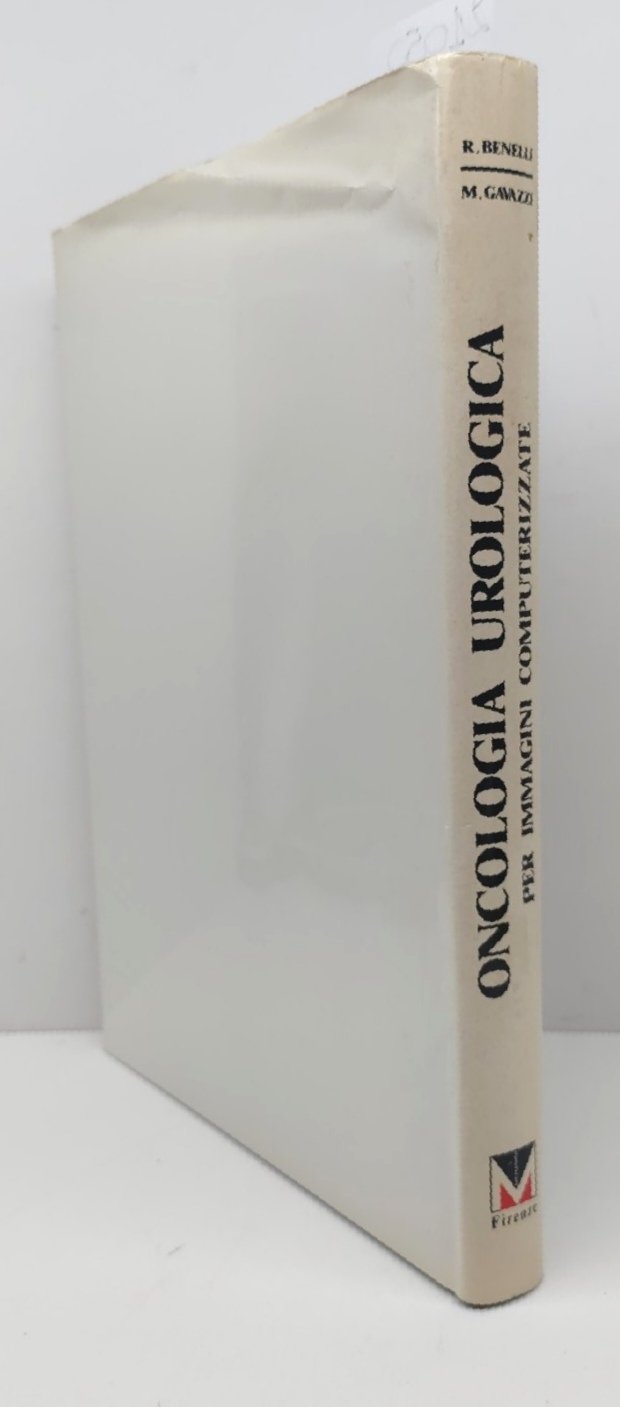 R. BENELLI
M. GAVAZZI
ONCOLOGIA UROLOGICA
PER IMMAGINI COMPUTERIZZATE
Firenze